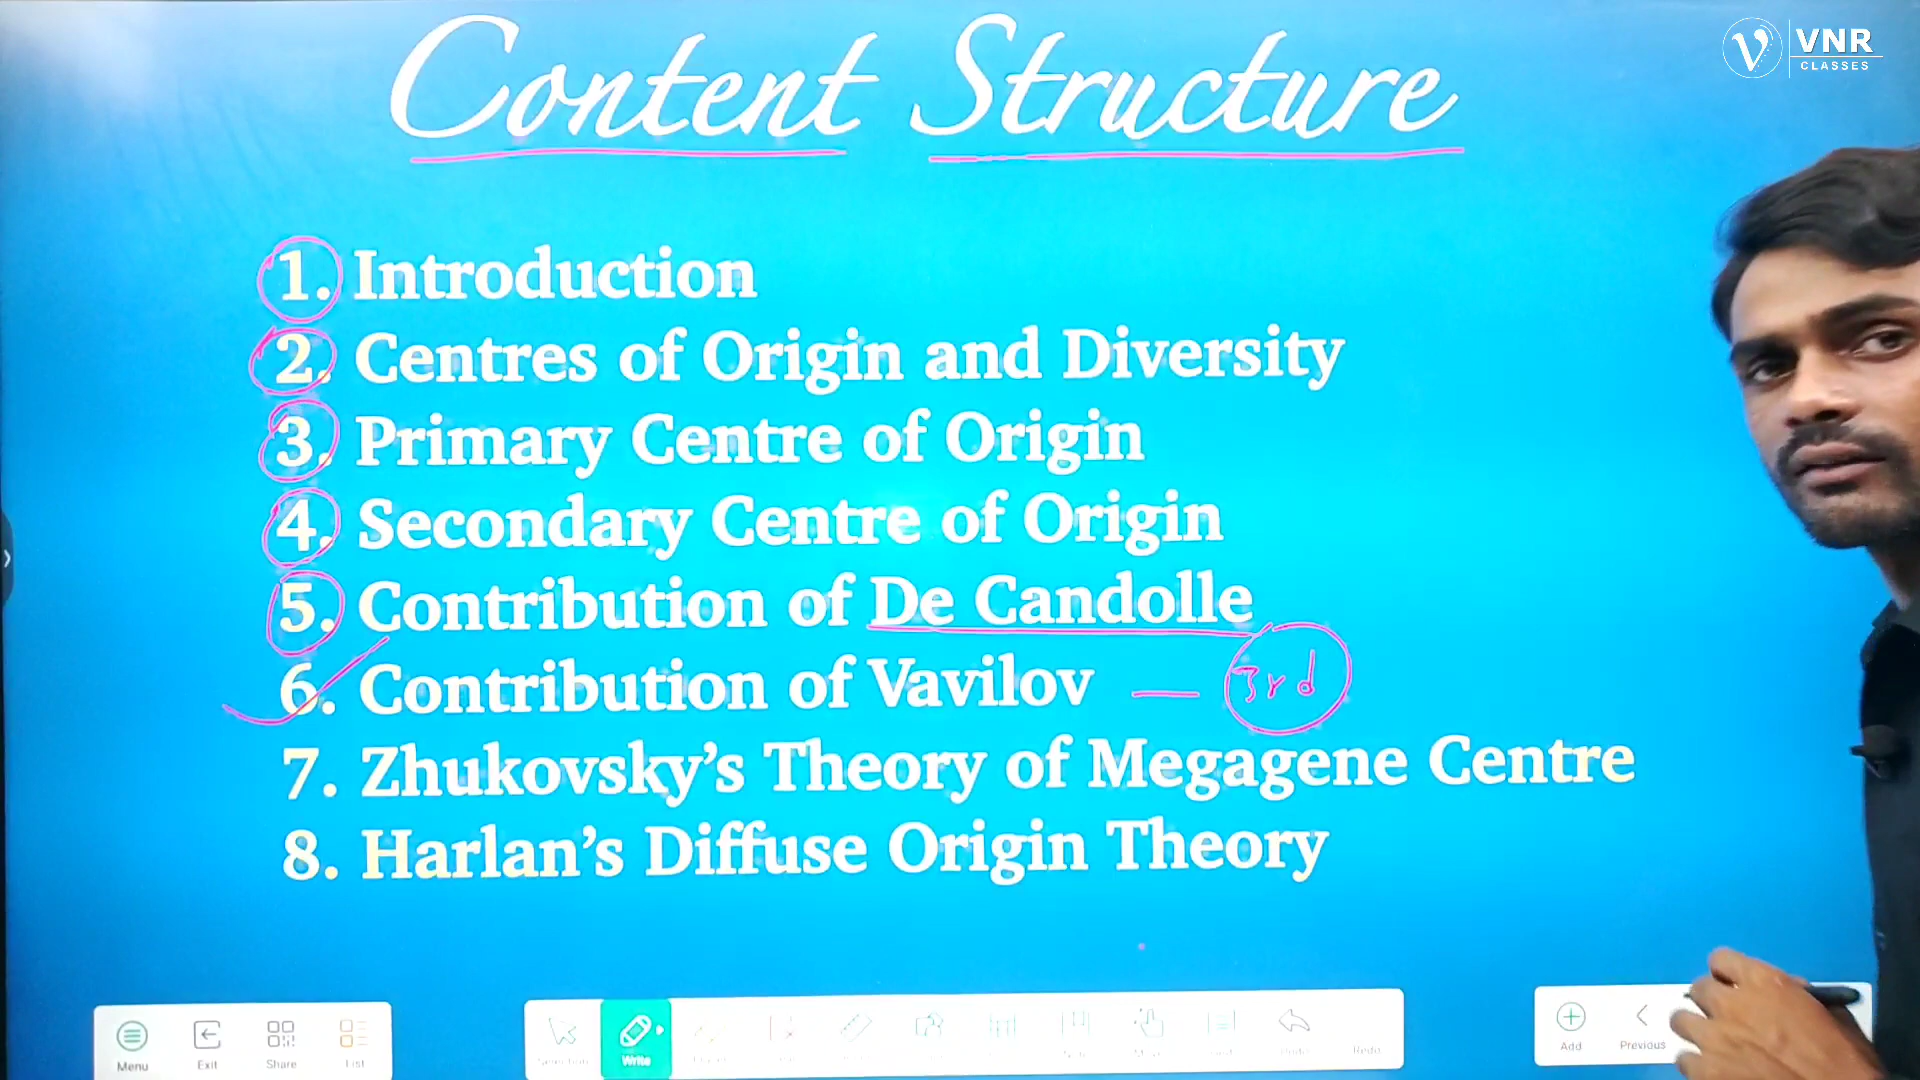 Content Structure
VNR
CLASSES
1. Introduction
2. Centres of Origin and Diversity
3. Primary Centre of Origin
4. Secondary Centre of Origin
5. Contribution of De Candolle
6. Contribution of Vavilov — 3rd
7. Zhukovsky's Theory of Megagene Centre
8. Harlan's Diffuse Origin Theory
Menu Exit Share List Write Undo Redo Add Previous